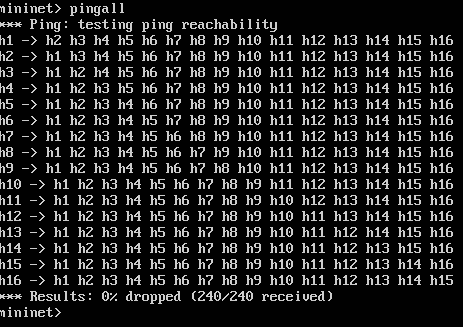 mininet> pingall
*** Ping: testing ping reachability
h1 -> h2 h3 h4 h5 h6 h7 h8 h9 h10 h11 h12 h13 h14 h15 h16
h2 -> h1 h3 h4 h5 h6 h7 h8 h9 h10 h11 h12 h13 h14 h15 h16
h3 -> h1 h2 h4 h5 h6 h7 h8 h9 h10 h11 h12 h13 h14 h15 h16
h4 -> h1 h2 h3 h5 h6 h7 h8 h9 h10 h11 h12 h13 h14 h15 h16
h5 -> h1 h2 h3 h4 h6 h7 h8 h9 h10 h11 h12 h13 h14 h15 h16
h6 -> h1 h2 h3 h4 h5 h7 h8 h9 h10 h11 h12 h13 h14 h15 h16
h7 -> h1 h2 h3 h4 h5 h6 h8 h9 h10 h11 h12 h13 h14 h15 h16
h8 -> h1 h2 h3 h4 h5 h6 h7 h9 h10 h11 h12 h13 h14 h15 h16
h9 -> h1 h2 h3 h4 h5 h6 h7 h8 h10 h11 h12 h13 h14 h15 h16
h10 -> h1 h2 h3 h4 h5 h6 h7 h8 h9 h11 h12 h13 h14 h15 h16
h11 -> h1 h2 h3 h4 h5 h6 h7 h8 h9 h10 h12 h13 h14 h15 h16
h12 -> h1 h2 h3 h4 h5 h6 h7 h8 h9 h10 h11 h13 h14 h15 h16
h13 -> h1 h2 h3 h4 h5 h6 h7 h8 h9 h10 h11 h12 h14 h15 h16
h14 -> h1 h2 h3 h4 h5 h6 h7 h8 h9 h10 h11 h12 h13 h15 h16
h15 -> h1 h2 h3 h4 h5 h6 h7 h8 h9 h10 h11 h12 h13 h14 h16
h16 -> h1 h2 h3 h4 h5 h6 h7 h8 h9 h10 h11 h12 h13 h14 h15
*** Results: 0% dropped (240/240 received)
mininet>